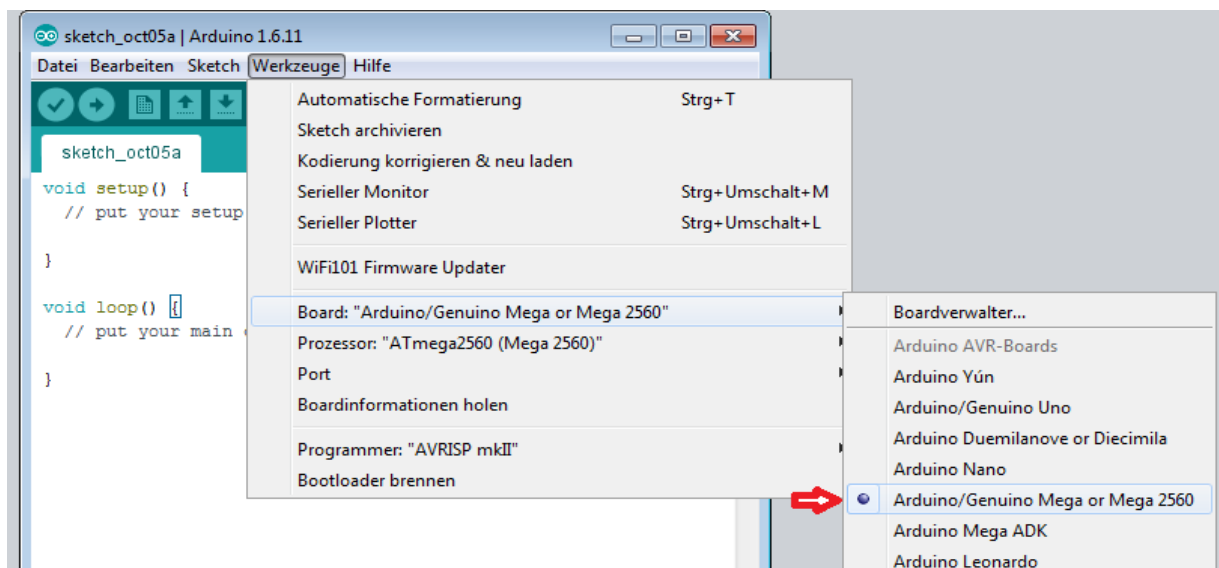 sketch_oct05a | Arduino 1.6.11
Datei Bearbeiten Sketch Werkzeuge Hilfe
sketch_oct05a
void setup() {
// put your setup
}
void loop() {
// put your main
}
Automatische Formatierung Strg+T
Sketch archivieren
Kodierung korrigieren & neu laden
Serieller Monitor Strg+Umschalt+M
Serieller Plotter Strg+Umschalt+L
WiFi101 Firmware Updater
Board: "Arduino/Genuino Mega or Mega 2560"
Prozessor: "ATmega2560 (Mega 2560)"
Port
Boardinformationen holen
Programmer: "AVRISP mkII"
Bootloader brennen
Boardverwalter...
Arduino AVR-Boards
Arduino Yún
Arduino/Genuino Uno
Arduino Duemilanove or Diecimila
Arduino Nano
Arduino/Genuino Mega or Mega 2560
Arduino Mega ADK
Arduino Leonardo